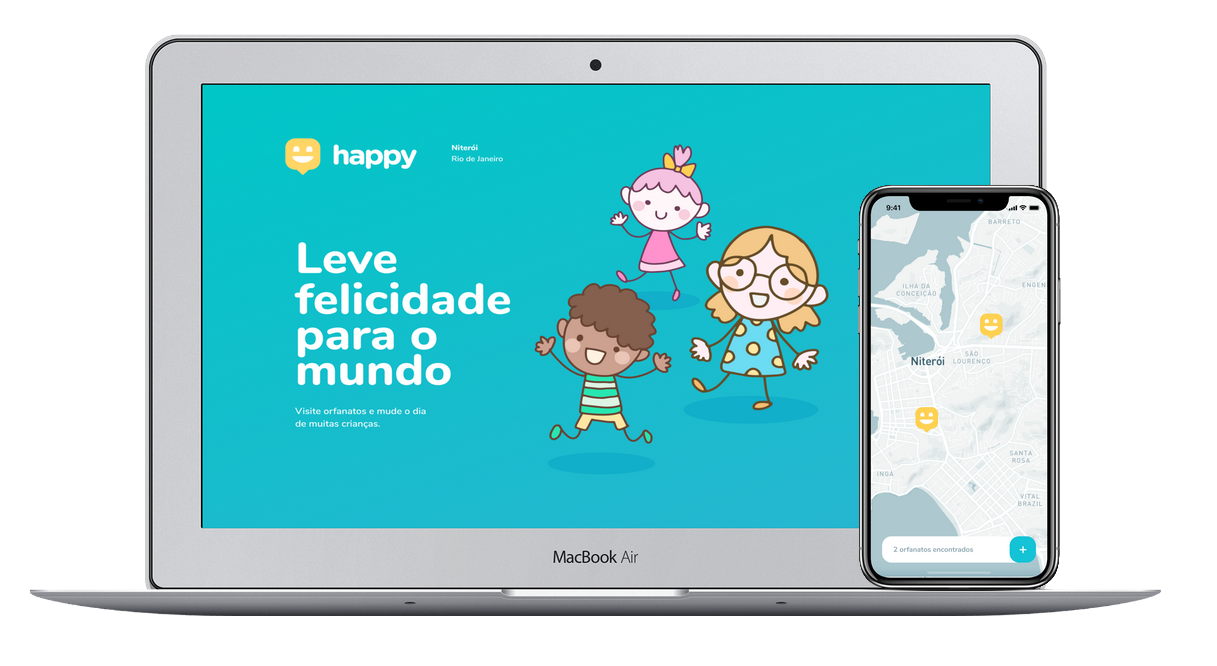 happy
Niterói
Rio de Janeiro
Leve
felicidade
para o
mundo
Visite orfanatos e mude o dia
de muitas crianças.
MacBook Air
9:41
BARRETO
ILHA DA
CONCEIÇÃO
ENGEN
Niterói
SÃO
LOURENÇO
SANTA
ROSA
INGÁ
VITAL
BRAZIL
2 orfanatos encontrados
+